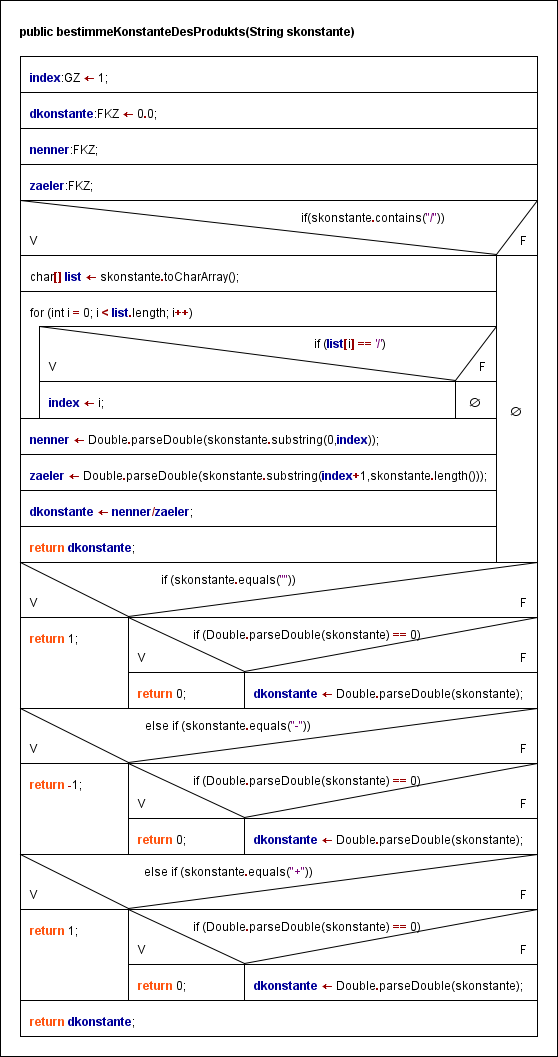 public bestimmeKonstanteDesProdukts(String skonstante)
index:GZ ← 1;
dkonstante:FKZ ← 0.0;
nenner:FKZ;
zaeler:FKZ;
if(skonstante.contains("/"))
V F
char[] list ← skonstante.toCharArray();
for (int i = 0; i < list.length; i++)
if (list[i] == '/')
V F
index ← i; ∅
∅
nenner ← Double.parseDouble(skonstante.substring(0,index));
zaeler ← Double.parseDouble(skonstante.substring(index+1,skonstante.length()));
dkonstante ← nenner/zaeler;
return dkonstante;
if (skonstante.equals(""))
V F
return 1; if (Double.parseDouble(skonstante) == 0)
V F
return 0; dkonstante ← Double.parseDouble(skonstante);
else if (skonstante.equals("-"))
V F
return -1; if (Double.parseDouble(skonstante) == 0)
V F
return 0; dkonstante ← Double.parseDouble(skonstante);
else if (skonstante.equals("+"))
V F
return 1; if (Double.parseDouble(skonstante) == 0)
V F
return 0; dkonstante ← Double.parseDouble(skonstante);
return dkonstante;